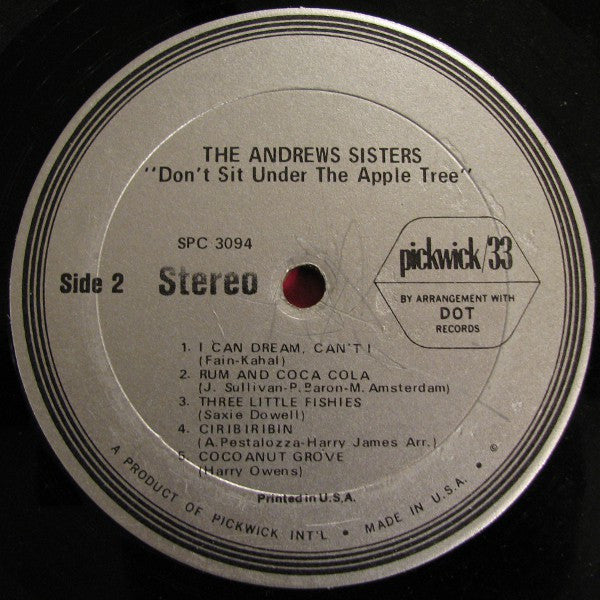 THE ANDREWS SISTERS
"Don't Sit Under The Apple Tree"
SPC 3094
Side 2
Stereo
pickwick/33
BY ARRANGEMENT WITH
DOT
RECORDS
1. I CAN DREAM, CAN'T I
(Fain-Kahal)
2. RUM AND COCA COLA
(J. Sullivan-P. Baron-M. Amsterdam)
3. THREE LITTLE FISHIES
(Saxie Dowell)
4. CIRIBIRIBIN
(A.Pestalozza-Harry James Arr.)
5. COCOANUT GROVE
(Harry Owens)
Printed in U.S.A.
A PRODUCT OF PICKWICK INT'L • MADE IN U.S.A. • ℗